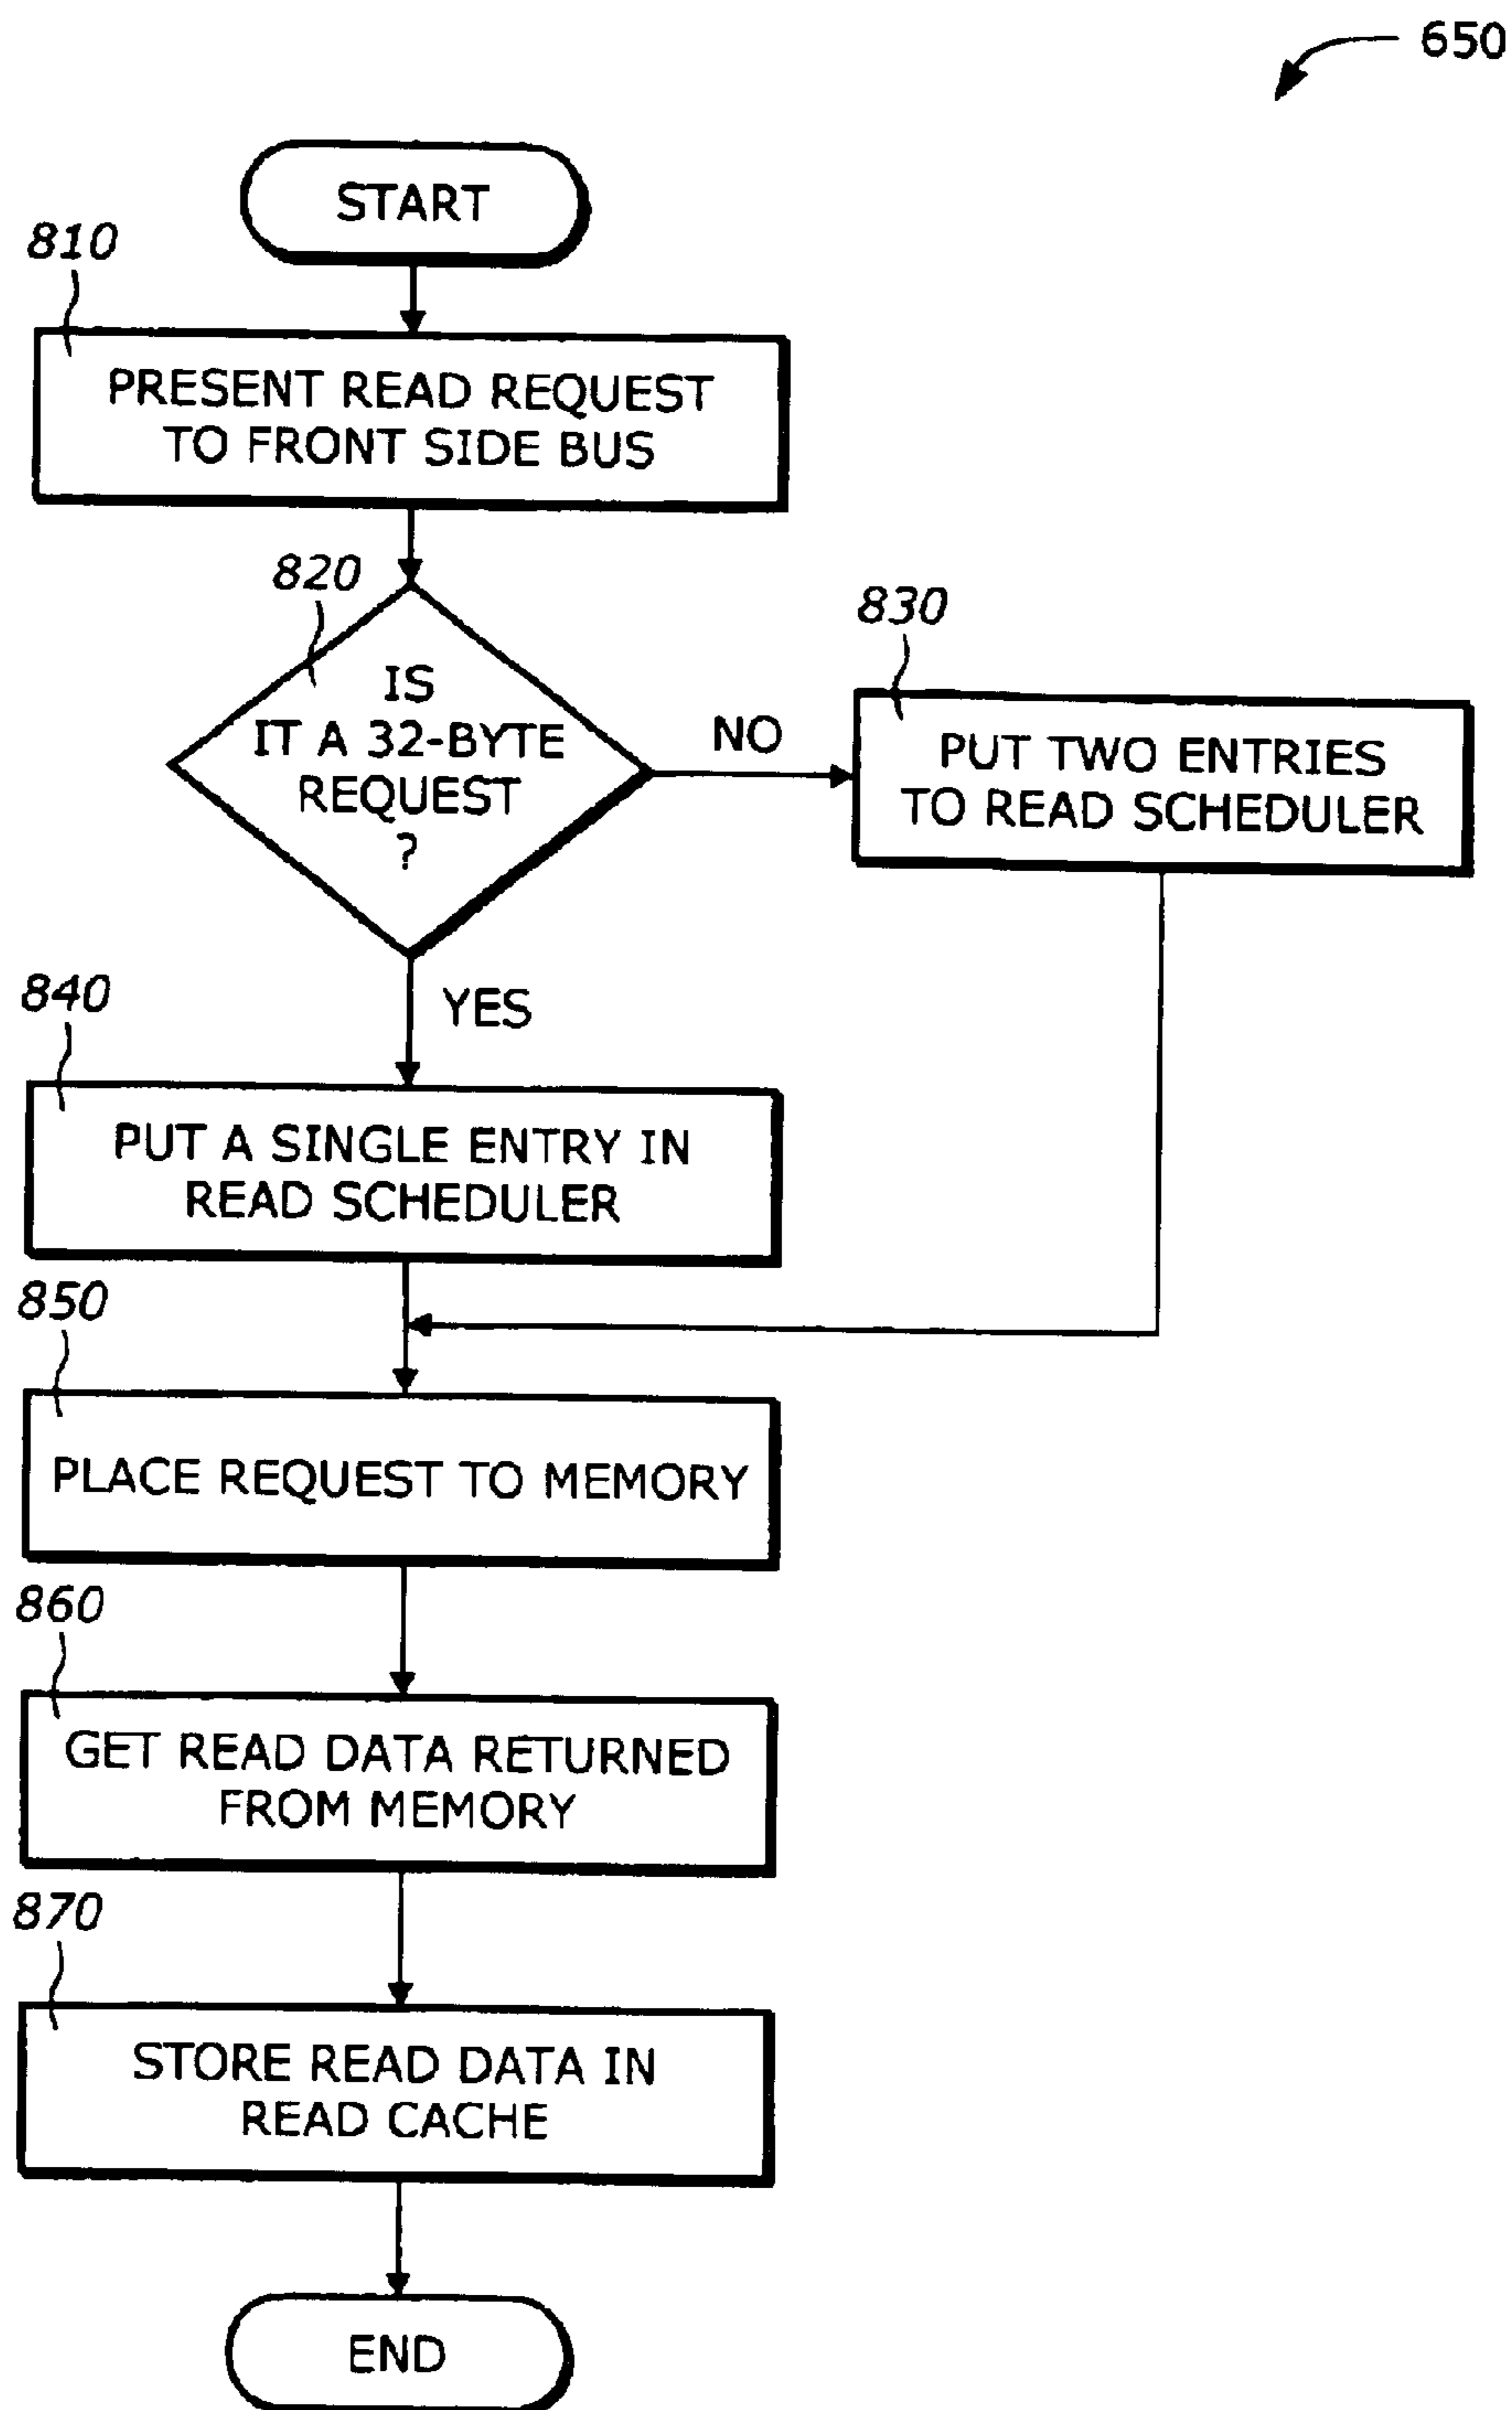 650
START
810
PRESENT READ REQUEST
TO FRONT SIDE BUS
820
IS
IT A 32-BYTE
REQUEST
?
NO
830
PUT TWO ENTRIES
TO READ SCHEDULER
YES
840
PUT A SINGLE ENTRY IN
READ SCHEDULER
850
PLACE REQUEST TO MEMORY
860
GET READ DATA RETURNED
FROM MEMORY
870
STORE READ DATA IN
READ CACHE
END